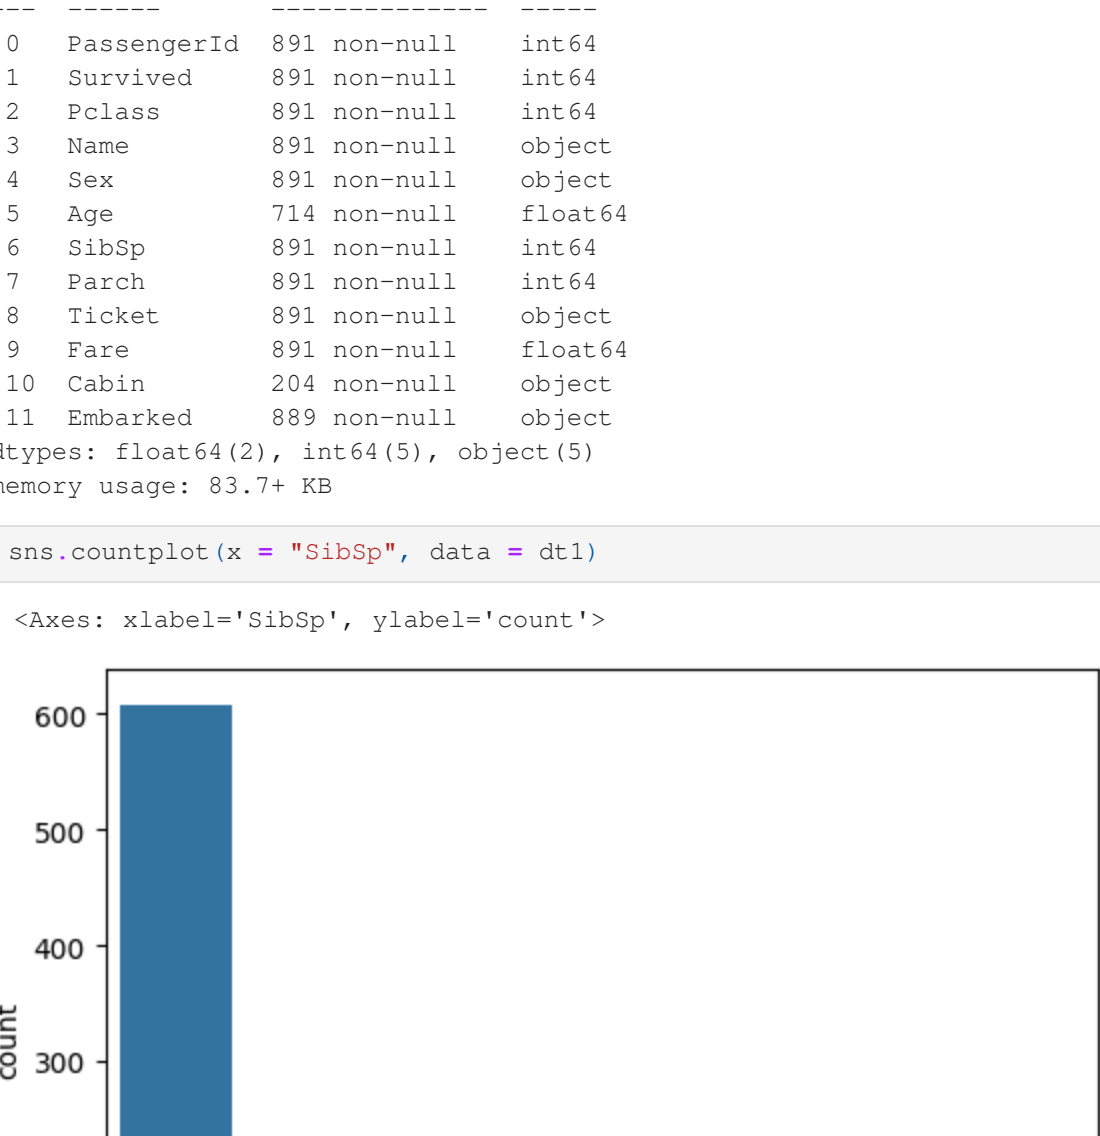 --- ------ -------------- -----
0 PassengerId 891 non-null int64
1 Survived 891 non-null int64
2 Pclass 891 non-null int64
3 Name 891 non-null object
4 Sex 891 non-null object
5 Age 714 non-null float64
6 SibSp 891 non-null int64
7 Parch 891 non-null int64
8 Ticket 891 non-null object
9 Fare 891 non-null float64
10 Cabin 204 non-null object
11 Embarked 889 non-null object
dtypes: float64(2), int64(5), object(5)
memory usage: 83.7+ KB
sns.countplot(x = "SibSp", data = dt1)
<Axes: xlabel='SibSp', ylabel='count'>
600
500
400
count
300